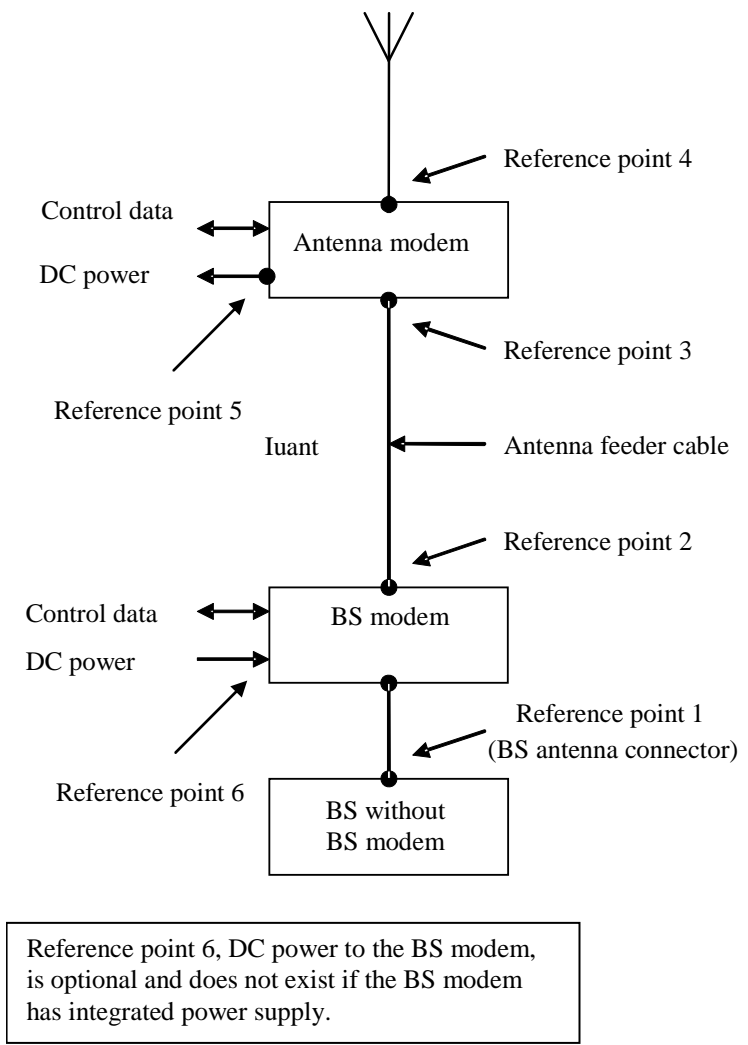 Reference point 4
Control data
Antenna modem
DC power
Reference point 3
Reference point 5
Iuant
Antenna feeder cable
Reference point 2
Control data
BS modem
DC power
Reference point 1
(BS antenna connector)
Reference point 6
BS without
BS modem
Reference point 6, DC power to the BS modem,
is optional and does not exist if the BS modem
has integrated power supply.